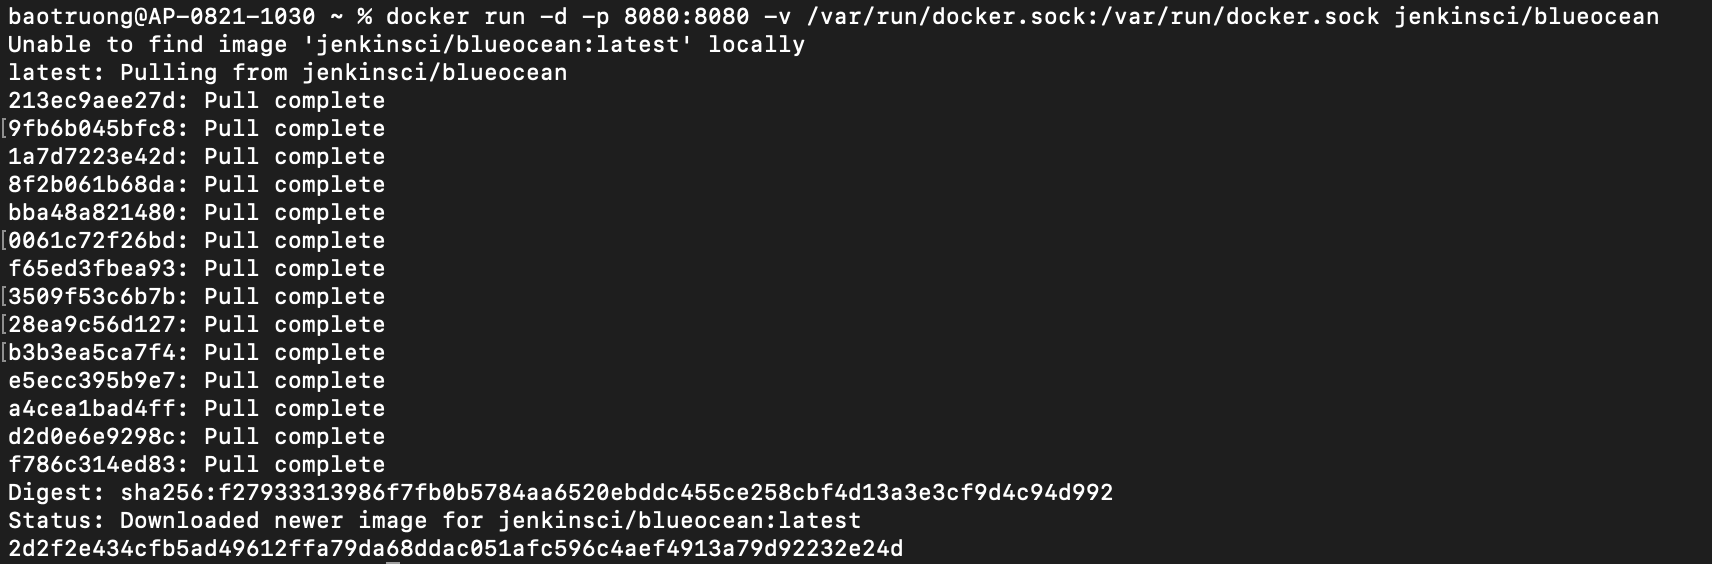 baotruong@AP-0821-1030 ~ % docker run -d -p 8080:8080 -v /var/run/docker.sock:/var/run/docker.sock jenkinsci/blueocean
Unable to find image 'jenkinsci/blueocean:latest' locally
latest: Pulling from jenkinsci/blueocean
213ec9aee27d: Pull complete
[9fb6b045bfc8: Pull complete
1a7d7223e42d: Pull complete
8f2b061b68da: Pull complete
bba48a821480: Pull complete
[0061c72f26bd: Pull complete
f65ed3fbea93: Pull complete
[3509f53c6b7b: Pull complete
[28ea9c56d127: Pull complete
[b3b3ea5ca7f4: Pull complete
e5ecc395b9e7: Pull complete
a4cea1bad4ff: Pull complete
d2d0e6e9298c: Pull complete
f786c314ed83: Pull complete
Digest: sha256:f27933313986f7fb0b5784aa6520ebddc455ce258cbf4d13a3e3cf9d4c94d992
Status: Downloaded newer image for jenkinsci/blueocean:latest
2d2f2e434cfb5ad49612ffa79da68ddac051afc596c4aef4913a79d92232e24d